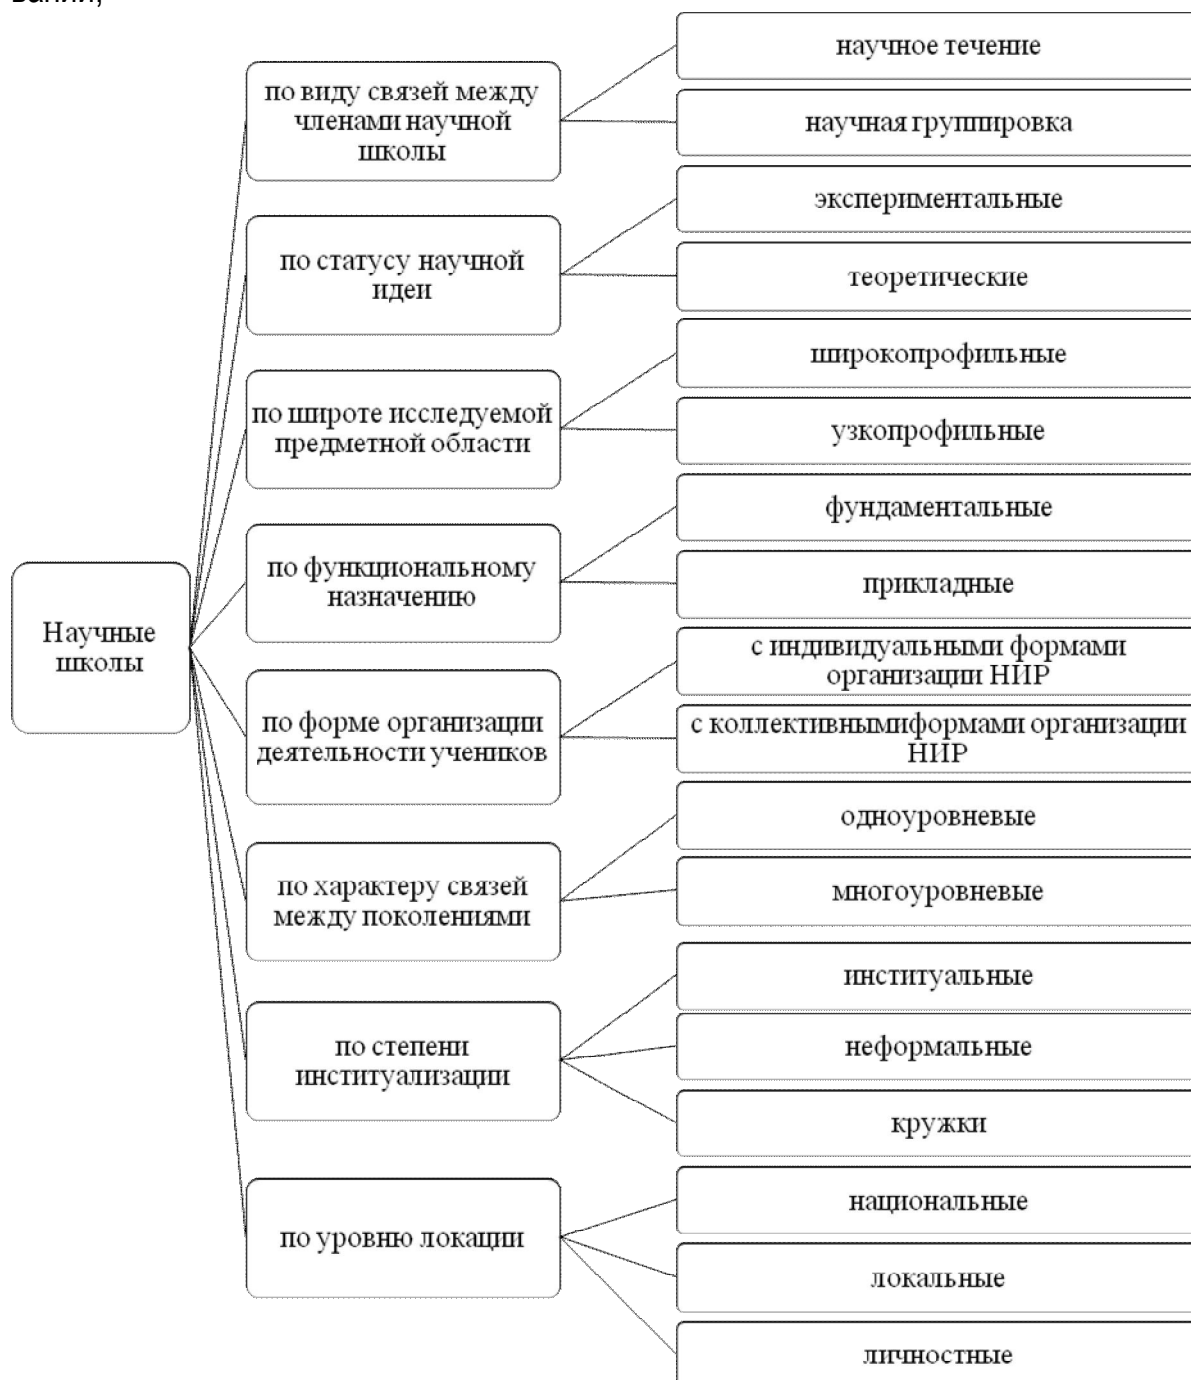 вании;
Научные
школы
по виду связей между
членами научной
школы
научное течение
научная группировка
по статусу научной
идеи
экспериментальные
теоретические
по широте исследуемой
предметной области
широкопрофильные
узкопрофильные
по функциональному
назначению
фундаментальные
прикладные
по форме организации
деятельности учеников
с индивидуальными формами
организации НИР
с коллективнымиформами организации
НИР
по характеру связей
между поколениями
одноуровневые
многоуровневые
по степени
институализации
институальные
неформальные
кружки
по уровню локации
национальные
локальные
личностные